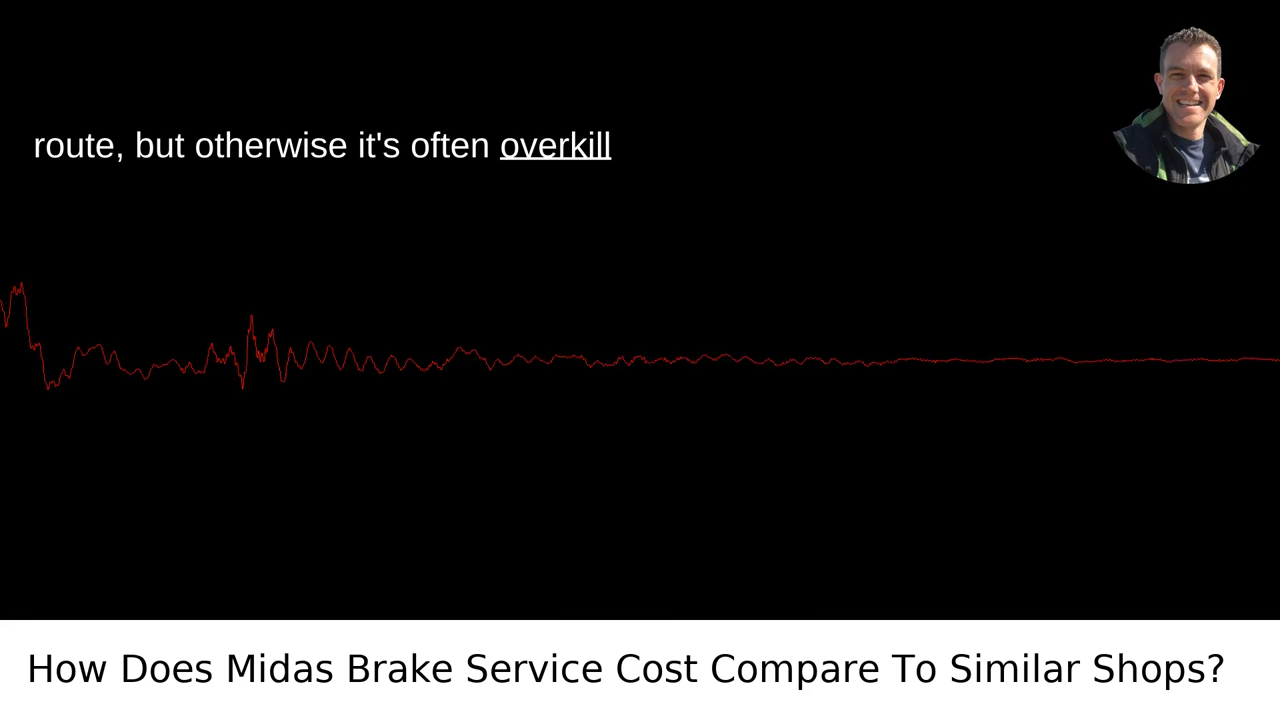 route, but otherwise it's often overkill
How Does Midas Brake Service Cost Compare To Similar Shops?